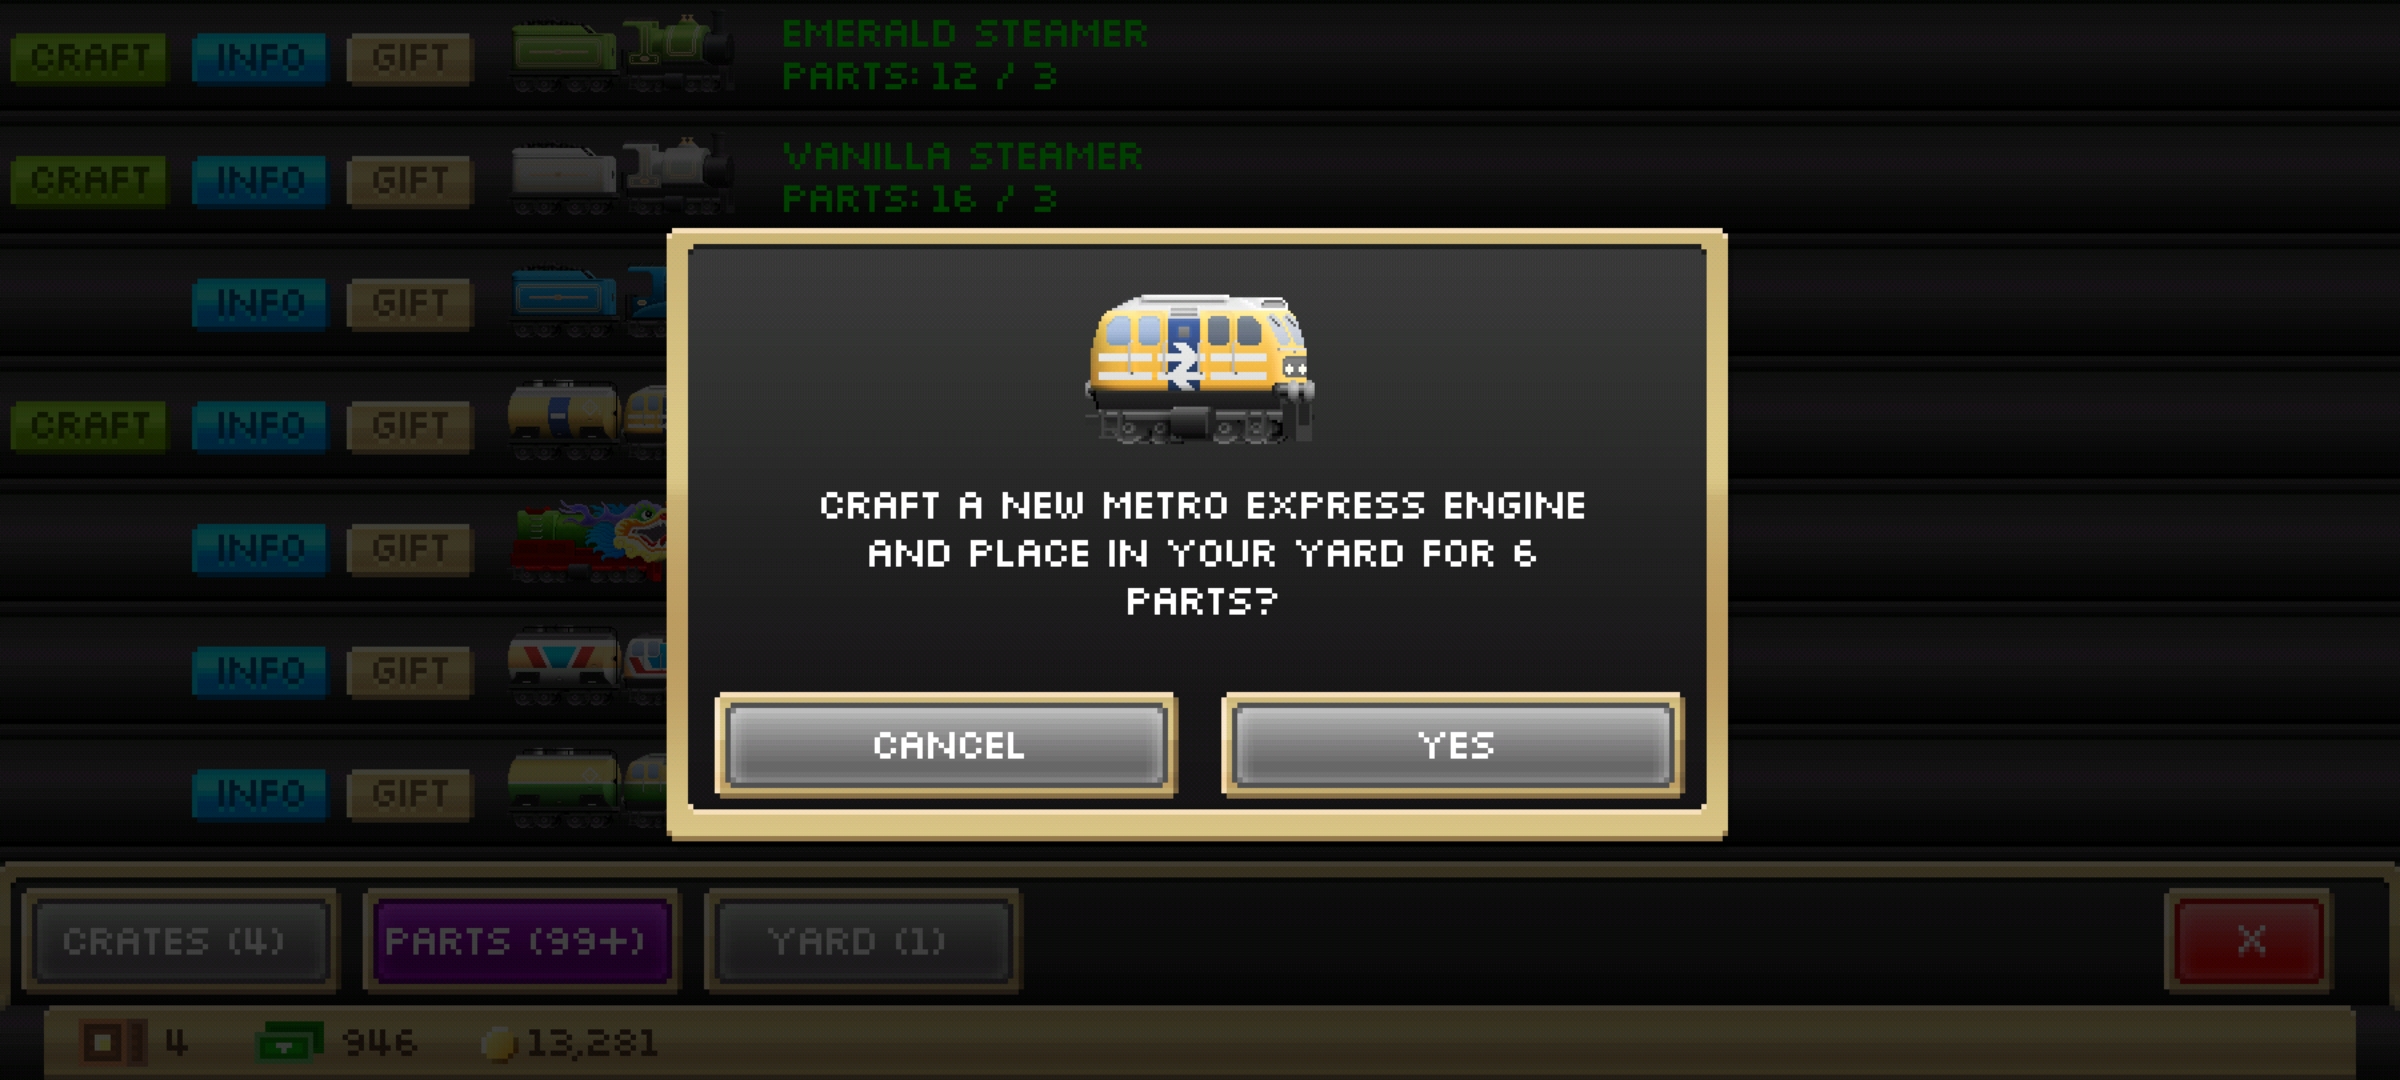 CRAFT INFO GIFT EMERALD STEAMER
PARTS: 12 / 3
CRAFT INFO GIFT VANILLA STEAMER
PARTS: 16 / 3
INFO GIFT
CRAFT INFO GIFT
INFO GIFT
INFO GIFT
INFO GIFT
CRAFT A NEW METRO EXPRESS ENGINE
AND PLACE IN YOUR YARD FOR 6
PARTS?
CANCEL YES
CRATES (4) PARTS (99+) YARD (1) X
4 946 13,281